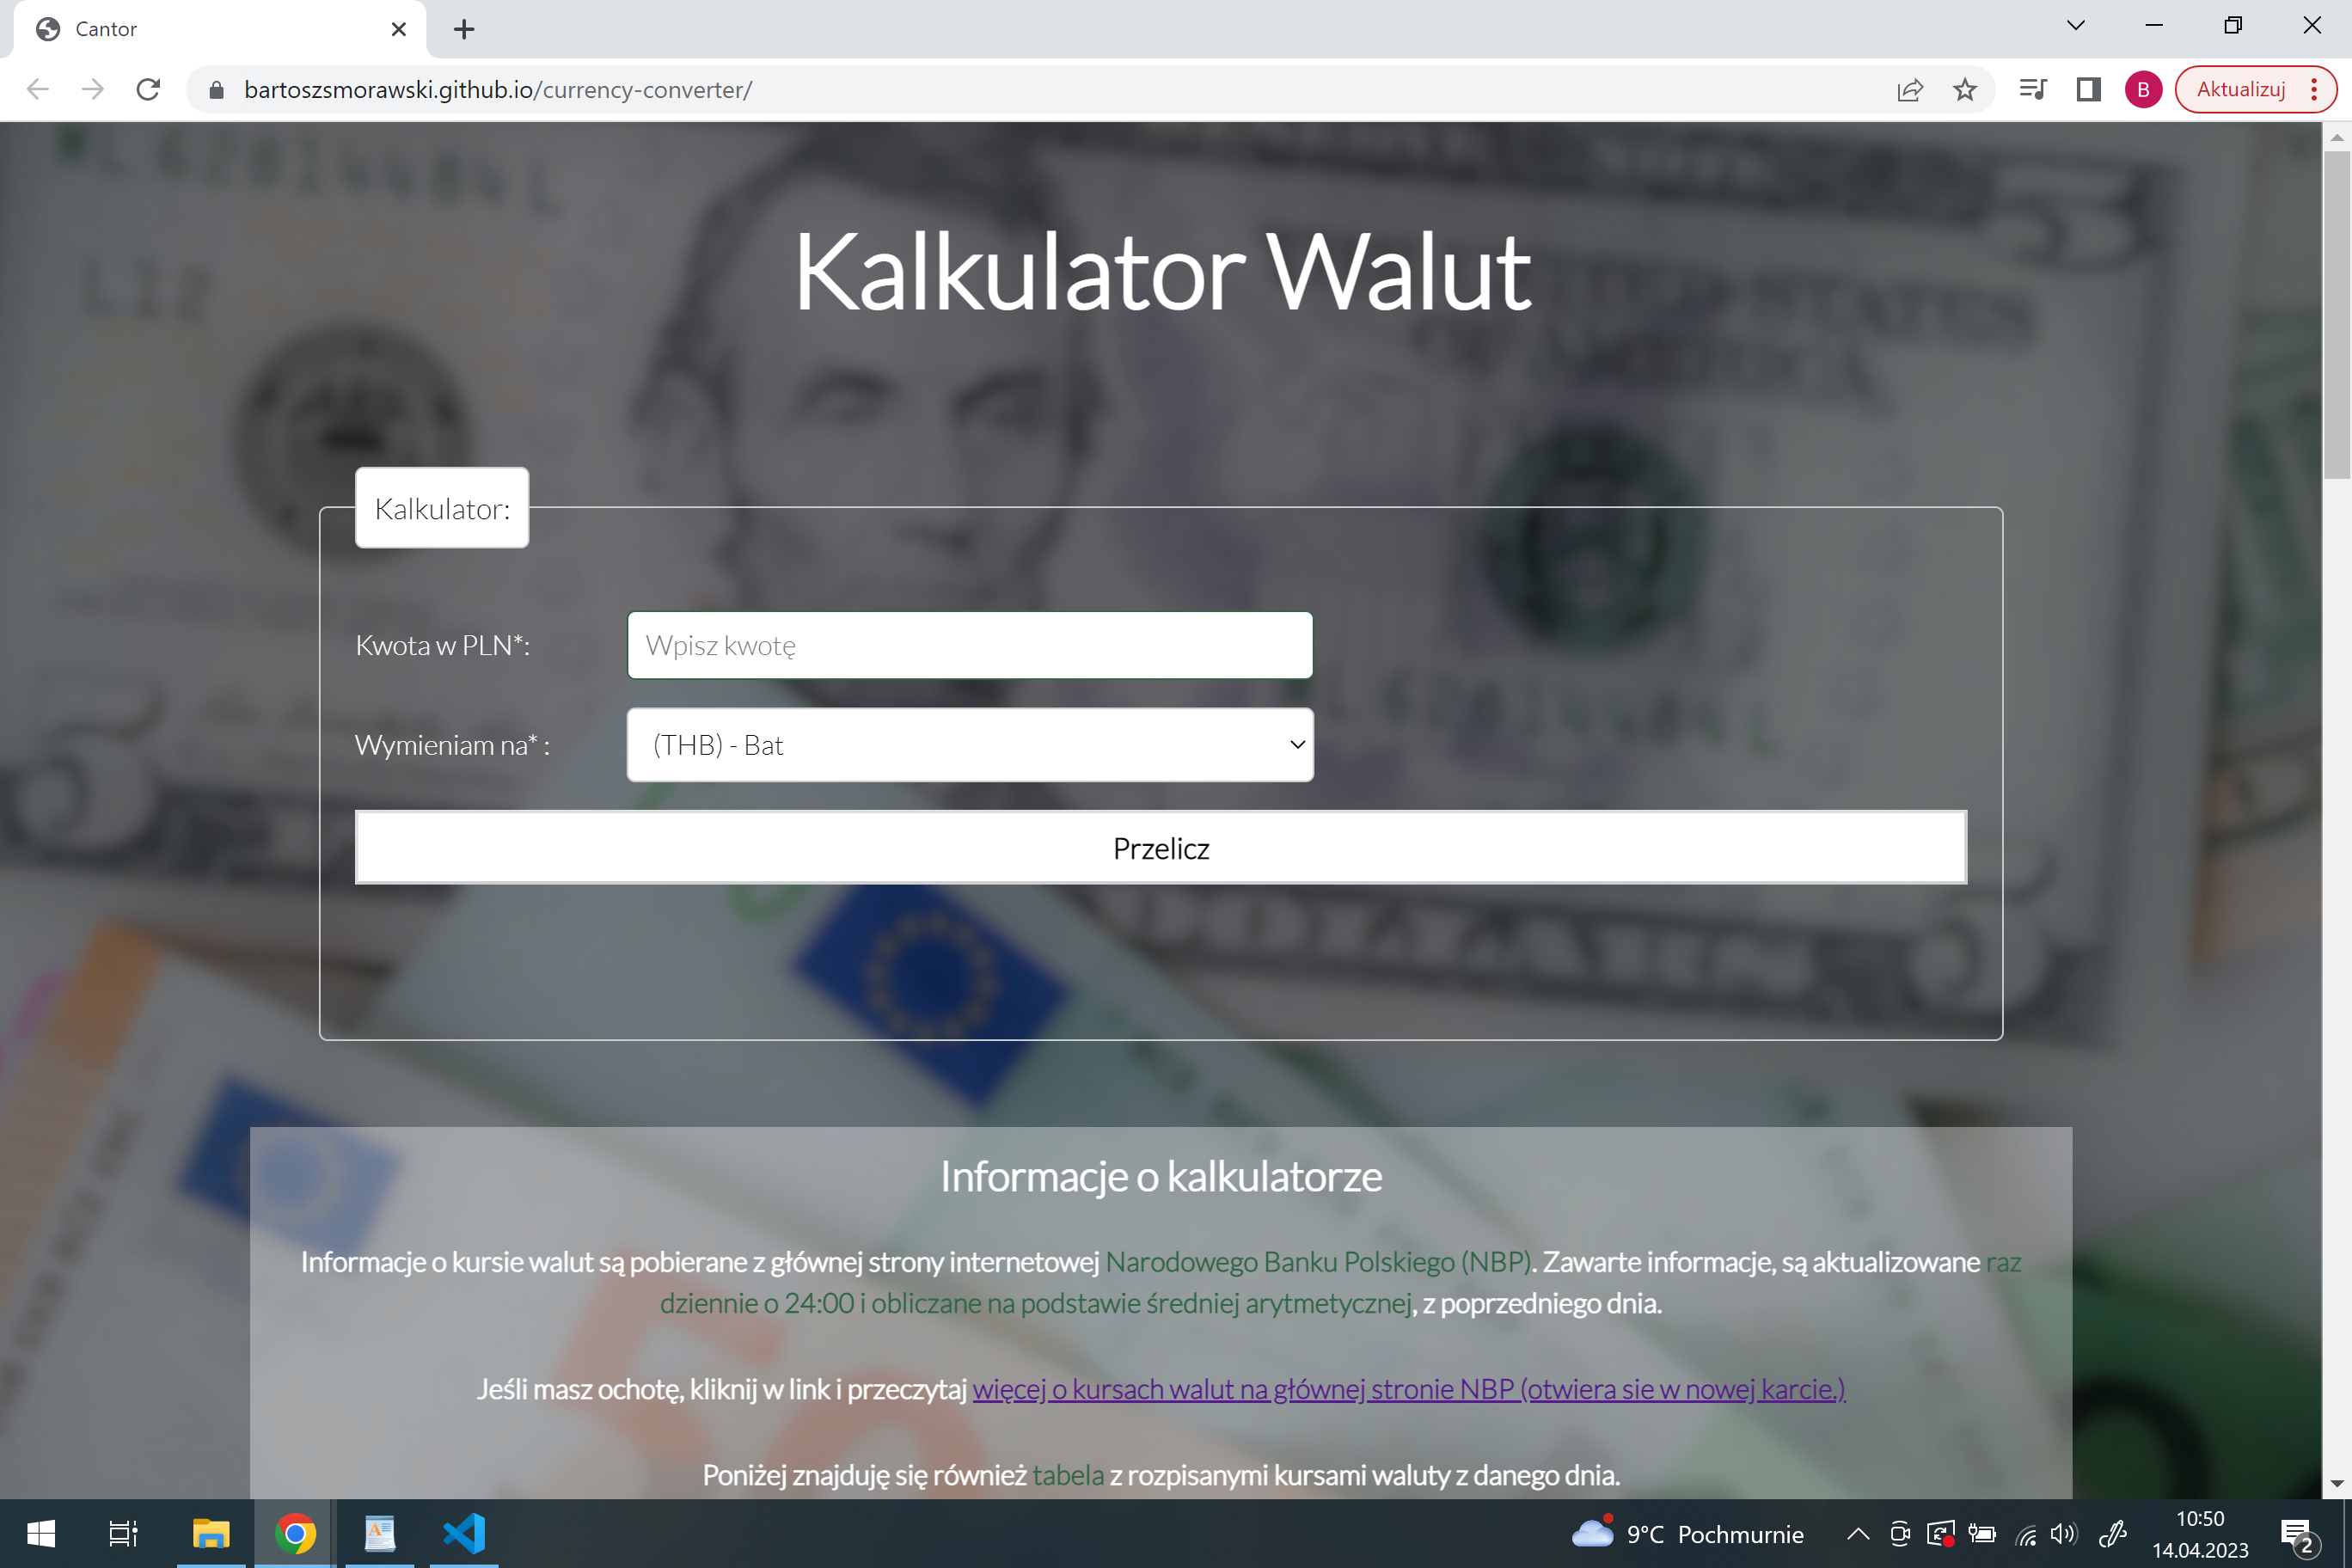 Cantor
bartoszsmorawski.github.io/currency-converter/
B
Aktualizuj
L 62814484 L
L12
5
Kalkulator Walut
Kalkulator:
Kwota w PLN*:
Wpisz kwotę
Wymieniam na* :
(THB) - Bat
Przelicz
Informacje o kalkulatorze
Informacje o kursie walut są pobierane z głównej strony internetowej Narodowego Banku Polskiego (NBP). Zawarte informacje, są aktualizowane raz
dziennie o 24:00 i obliczane na podstawie średniej arytmetycznej, z poprzedniego dnia.
Jeśli masz ochotę, kliknij w link i przeczytaj więcej o kursach walut na głównej stronie NBP (otwiera sie w nowej karcie.)
Poniżej znajduję się również tabela z rozpisanymi kursami waluty z danego dnia.
9°C Pochmurnie
10:50
14.04.2023
2